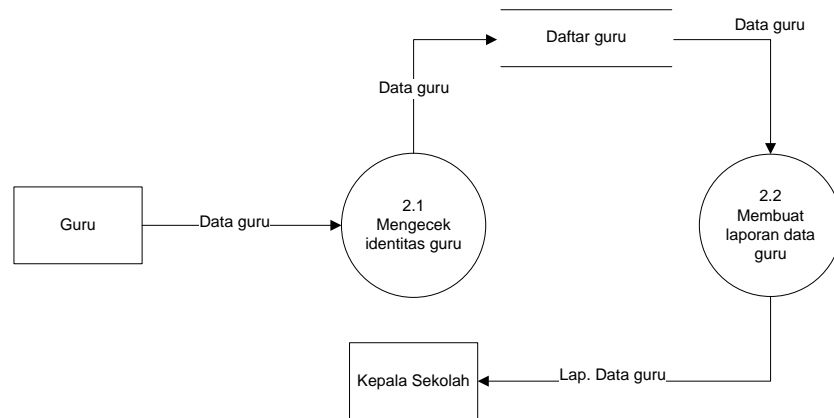 Daftar guru
Data guru
Data guru
Guru
Data guru
2.1
Mengecek
identitas guru
2.2
Membuat
laporan data
guru
Kepala Sekolah
Lap. Data guru